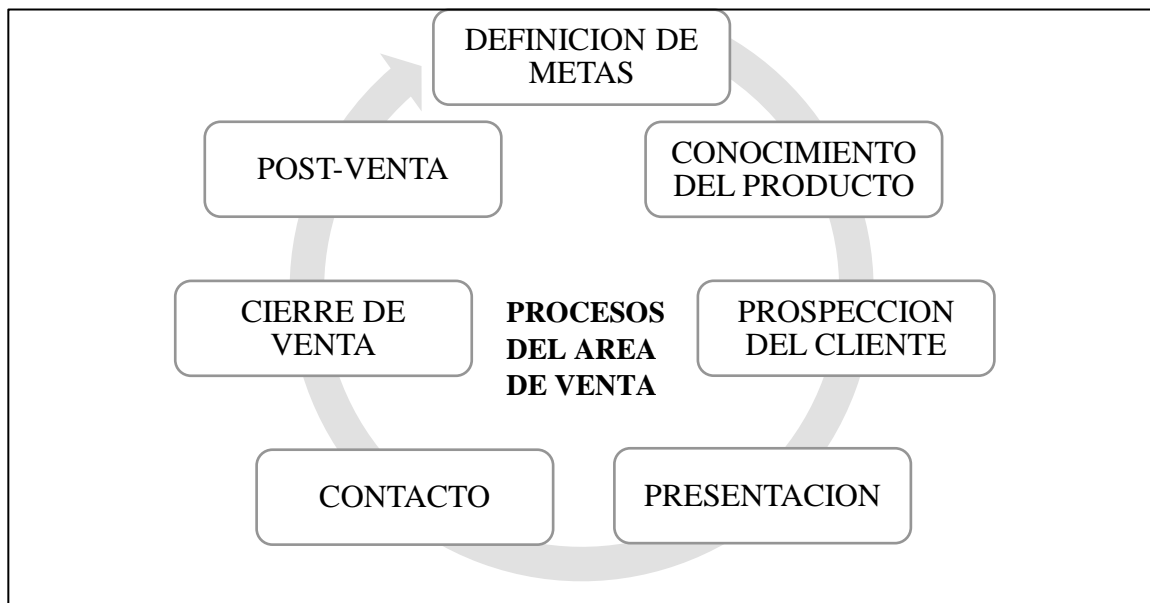 DEFINICION DE
METAS
CONOCIMIENTO
DEL PRODUCTO
PROSPECCION
DEL CLIENTE
PRESENTACION
CONTACTO
CIERRE DE
VENTA
POST-VENTA
PROCESOS
DEL AREA
DE VENTA